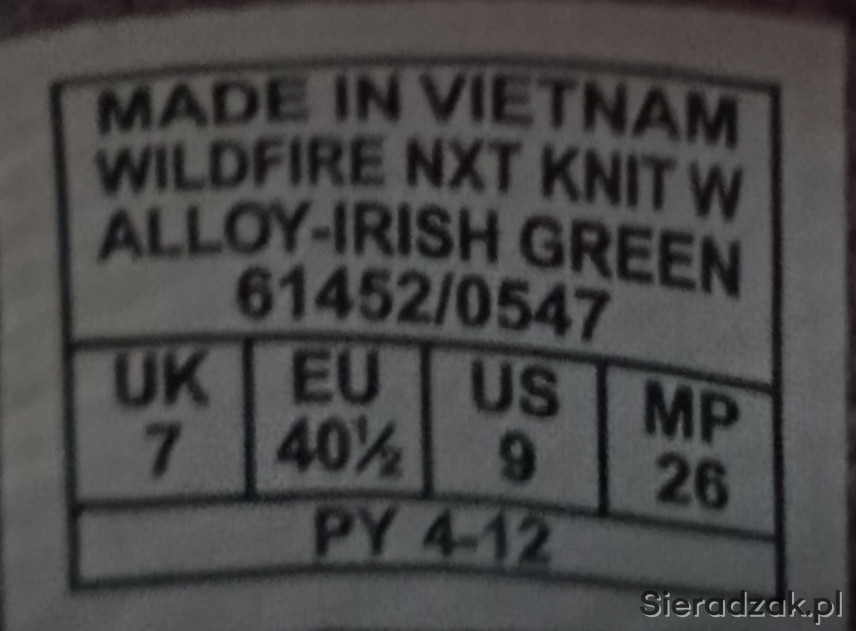 MADE IN VIETNAM
WILDFIRE NXT KNIT W
ALLOY-IRISH GREEN
61452/0547
UK EU US MP
7 40½ 9 26
PY 4-12
Sieradzak.pl